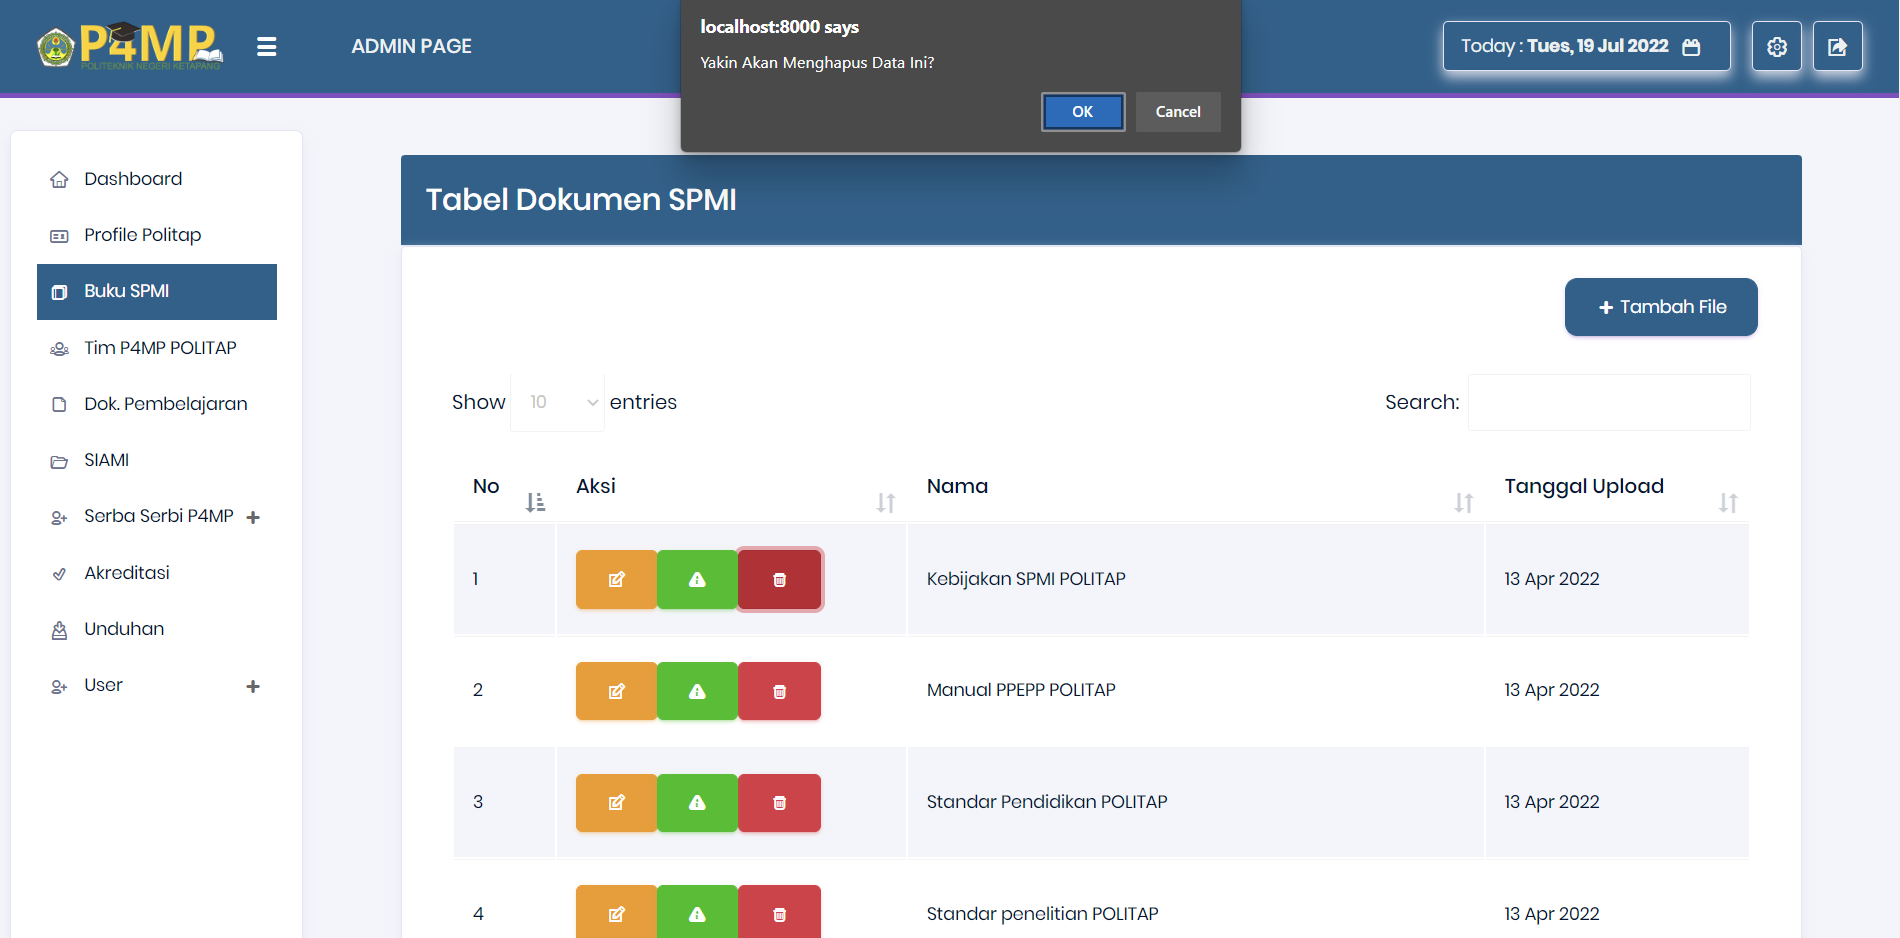 P4MP
POLITEKNIK NEGERI KETAPANG
ADMIN PAGE
localhost:8000 says
Yakin Akan Menghapus Data Ini?
OK
Cancel
Today : Tues, 19 Jul 2022
Dashboard
Profile Politap
Buku SPMI
Tim P4MP POLITAP
Dok. Pembelajaran
SIAMI
Serba Serbi P4MP
Akreditasi
Unduhan
User
Tabel Dokumen SPMI
Tambah File
Show 10 entries
Search:
No Aksi Nama Tanggal Upload
1 Kebijakan SPMI POLITAP 13 Apr 2022
2 Manual PPEPP POLITAP 13 Apr 2022
3 Standar Pendidikan POLITAP 13 Apr 2022
4 Standar penelitian POLITAP 13 Apr 2022